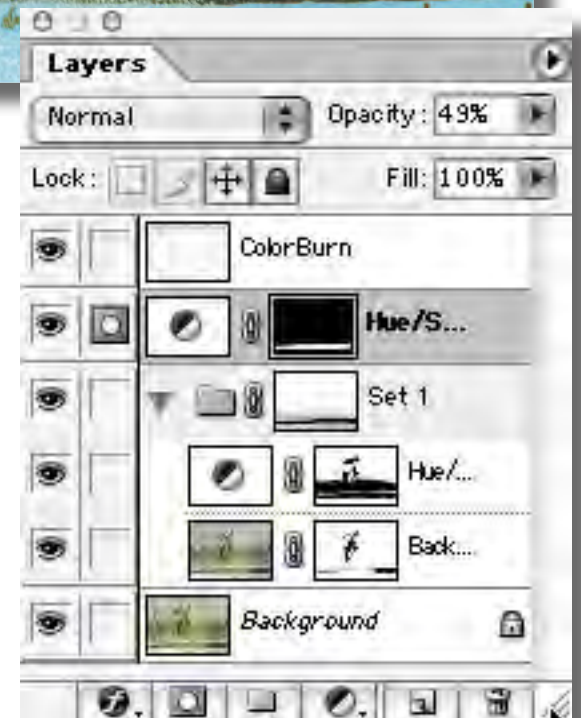 Layers
Normal Opacity: 49%
Lock: Fill: 100%
ColorBurn
Hue/S...
Set 1
Hue/...
Back....
Background